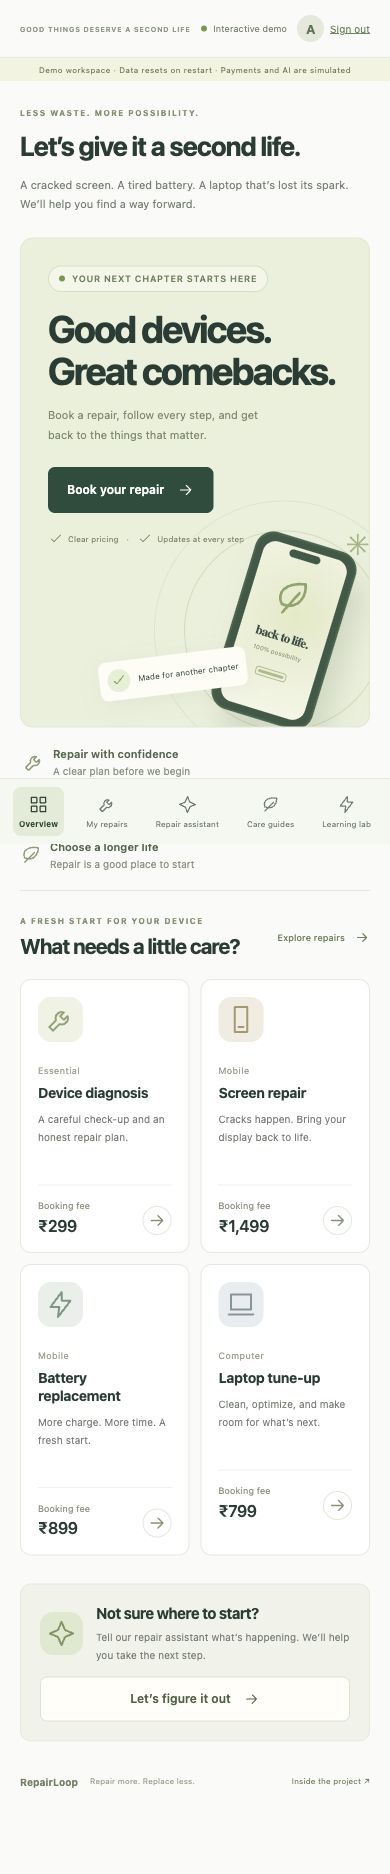 GOOD THINGS DESERVE A SECOND LIFE
Interactive demo
A
Sign out
Demo workspace · Data resets on restart · Payments and AI are simulated
LESS WASTE. MORE POSSIBILITY.
Let's give it a second life.
A cracked screen. A tired battery. A laptop that's lost its spark.
We'll help you find a way forward.
YOUR NEXT CHAPTER STARTS HERE
Good devices.
Great comebacks.
Book a repair, follow every step, and get
back to the things that matter.
Book your repair →
Clear pricing · Updates at every step
back to life.
100% possibility
Made for another chapter
Repair with confidence
A clear plan before we begin
Overview
My repairs
Repair assistant
Care guides
Learning lab
Choose a longer life
Repair is a good place to start
A FRESH START FOR YOUR DEVICE
What needs a little care?
Explore repairs →
Essential
Device diagnosis
A careful check-up and an
honest repair plan.
Booking fee
₹299
Mobile
Screen repair
Cracks happen. Bring your
display back to life.
Booking fee
₹1,499
Mobile
Battery
replacement
More charge. More time. A
fresh start.
Booking fee
₹899
Computer
Laptop tune-up
Clean, optimize, and make
room for what's next.
Booking fee
₹799
Not sure where to start?
Tell our repair assistant what's happening. We'll help
you take the next step.
Let's figure it out →
RepairLoop
Repair more. Replace less.
Inside the project ↗